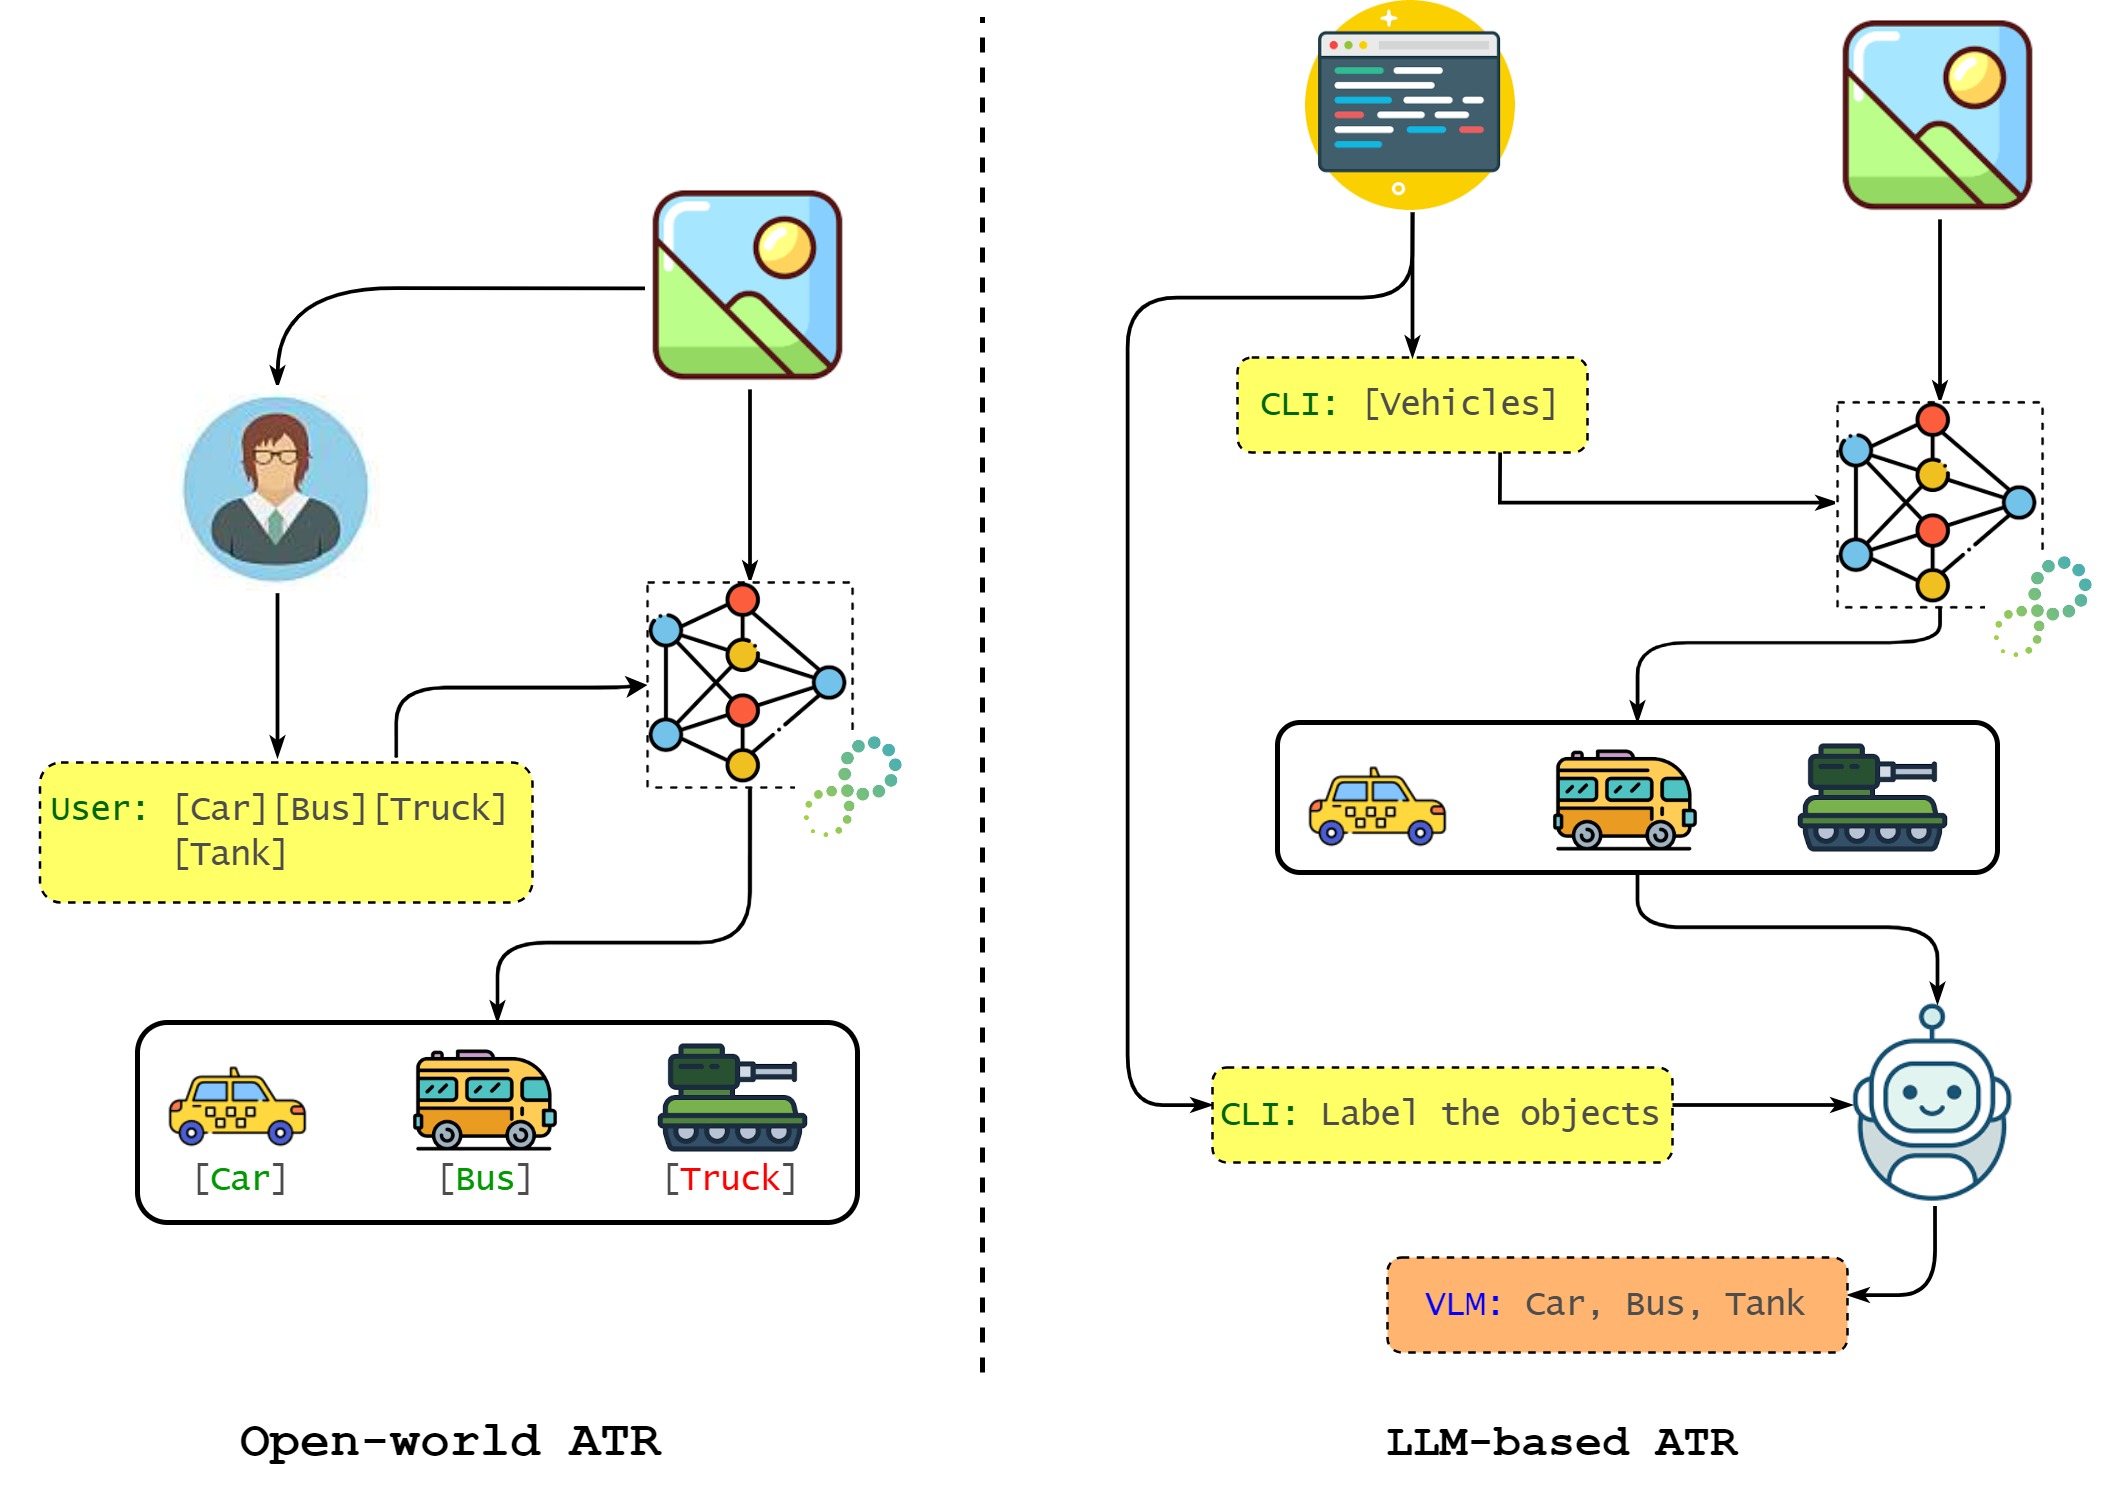 User: [Car][Bus][Truck]
[Tank]
[Car]
[Bus]
[Truck]
Open-world ATR
CLI: [Vehicles]
CLI: Label the objects
VLM: Car, Bus, Tank
LLM-based ATR